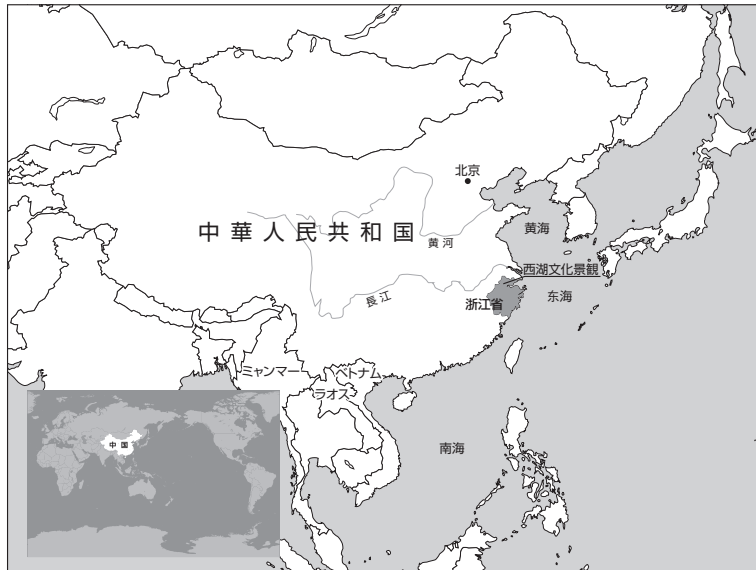 北京
中華人民共和国
黄海
黄河
西湖文化景観
長江
浙江省
东海
ミャンマー
ベトナム
ラオス
中国
南海